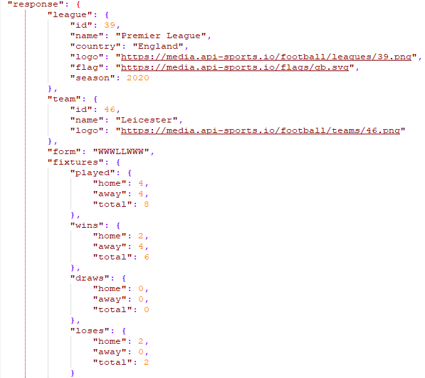 "response": {
"league": {
"id": 39,
"name": "Premier League",
"country": "England",
"logo": "https://media.api-sports.io/football/leagues/39.png",
"flag": "https://media.api-sports.io/flags/gb.svg",
"season": 2020
},
"team": {
"id": 46,
"name": "Leicester",
"logo": "https://media.api-sports.io/football/teams/46.png"
},
"form": "WWWLLWWW",
"fixtures": {
"played": {
"home": 4,
"away": 4,
"total": 8
},
"wins": {
"home": 2,
"away": 4,
"total": 6
},
"draws": {
"home": 0,
"away": 0,
"total": 0
},
"loses": {
"home": 2,
"away": 0,
"total": 2
}